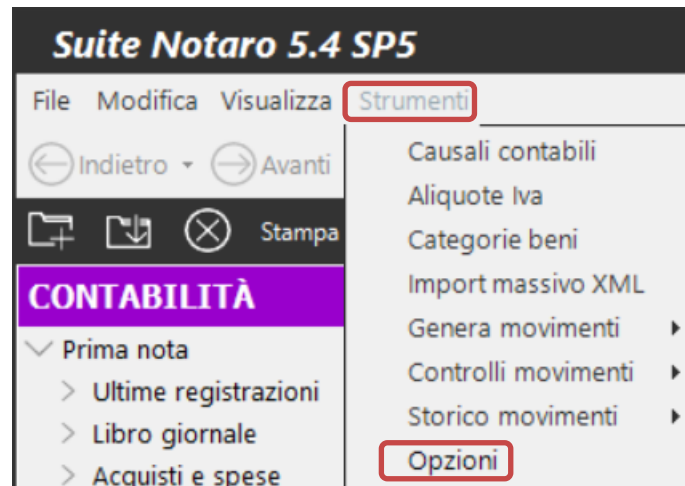 Suite Notaro 5.4 SP5
File Modifica Visualizza Strumenti
Indietro Avanti
Stampa
CONTABILITÀ
Prima nota
Ultime registrazioni
Libro giornale
Acquisti e spese
Causali contabili
Aliquote Iva
Categorie beni
Import massivo XML
Genera movimenti
Controlli movimenti
Storico movimenti
Opzioni